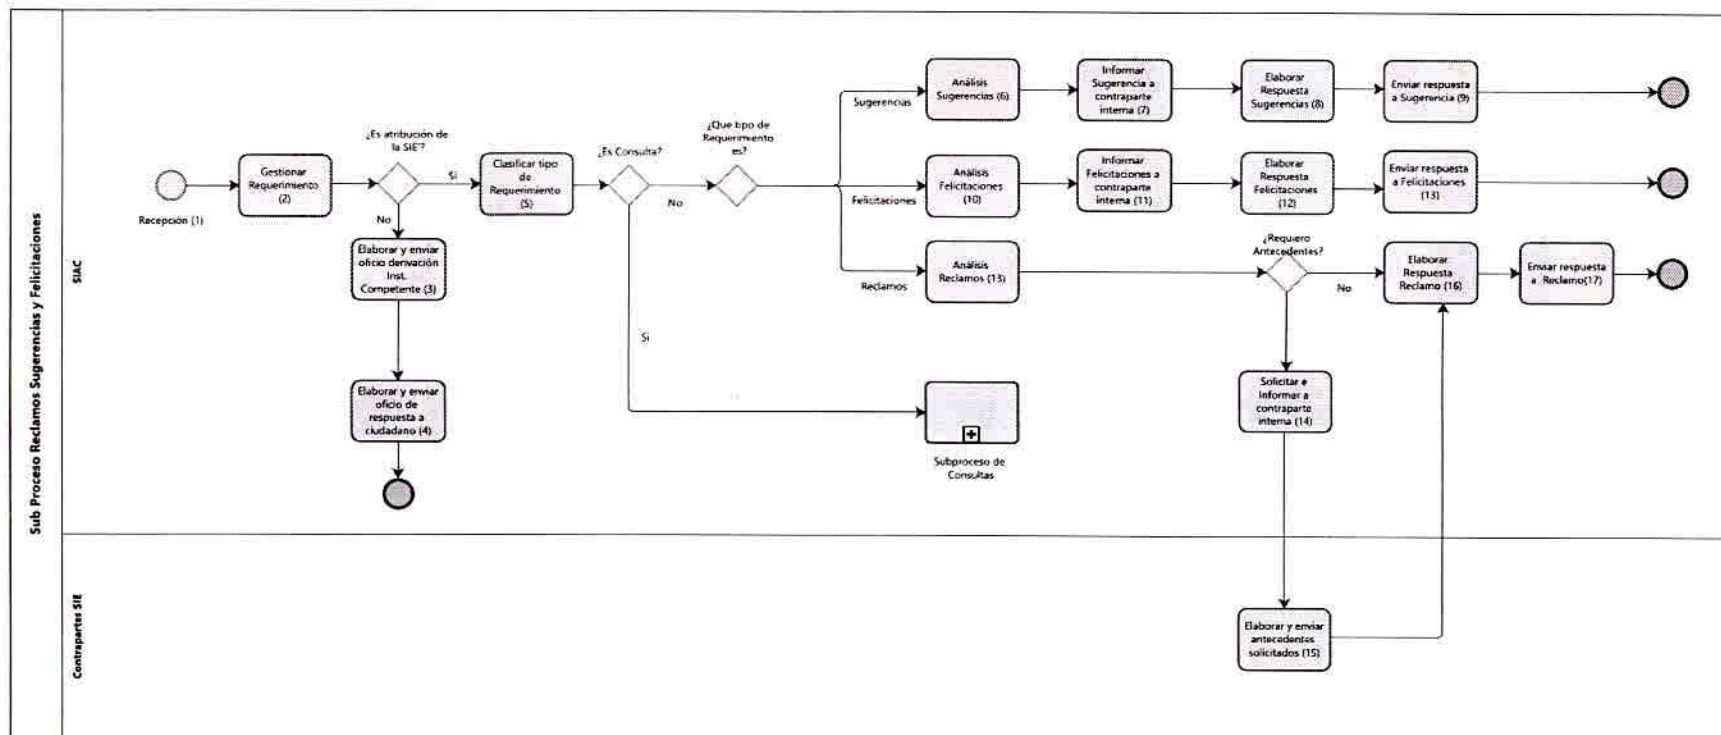 Sub Proceso Reclamos Sugerencias y Felicitaciones
SIAC
Recepción (1)
Gestionar
Requerimiento
(2)
¿Es atribución de
la SIE?
Si
No
Elaborar y enviar
oficio derivación
Inst.
Competente (3)
Elaborar y enviar
oficio de
respuesta a
ciudadano (4)
Clasificar tipo
de
Requerimiento
(5)
¿Es Consulta?
No
Si
¿Que tipo de
Requerimiento
es?
Sugerencias
Análisis
Sugerencias (6)
Informar
Sugerencia a
contraparte
interna (7)
Elaborar
Respuesta
Sugerencias (8)
Enviar respuesta
a Sugerencia (9)
Felicitaciones
Análisis
Felicitaciones
(10)
Informar
Felicitaciones a
contraparte
interna (11)
Elaborar
Respuesta
Felicitaciones
(12)
Enviar respuesta
a Felicitaciones
(13)
Reclamos
Análisis
Reclamos (13)
¿Requiero
Antecedentes?
No
Elaborar
Respuesta
Reclamo (16)
Enviar respuesta
a Reclamo(17)
Solicitar e
Informar a
contraparte
interna (14)
Subproceso de
Consultas
Contrapartes SIE
Elaborar y enviar
antecedentes
solicitados (15)